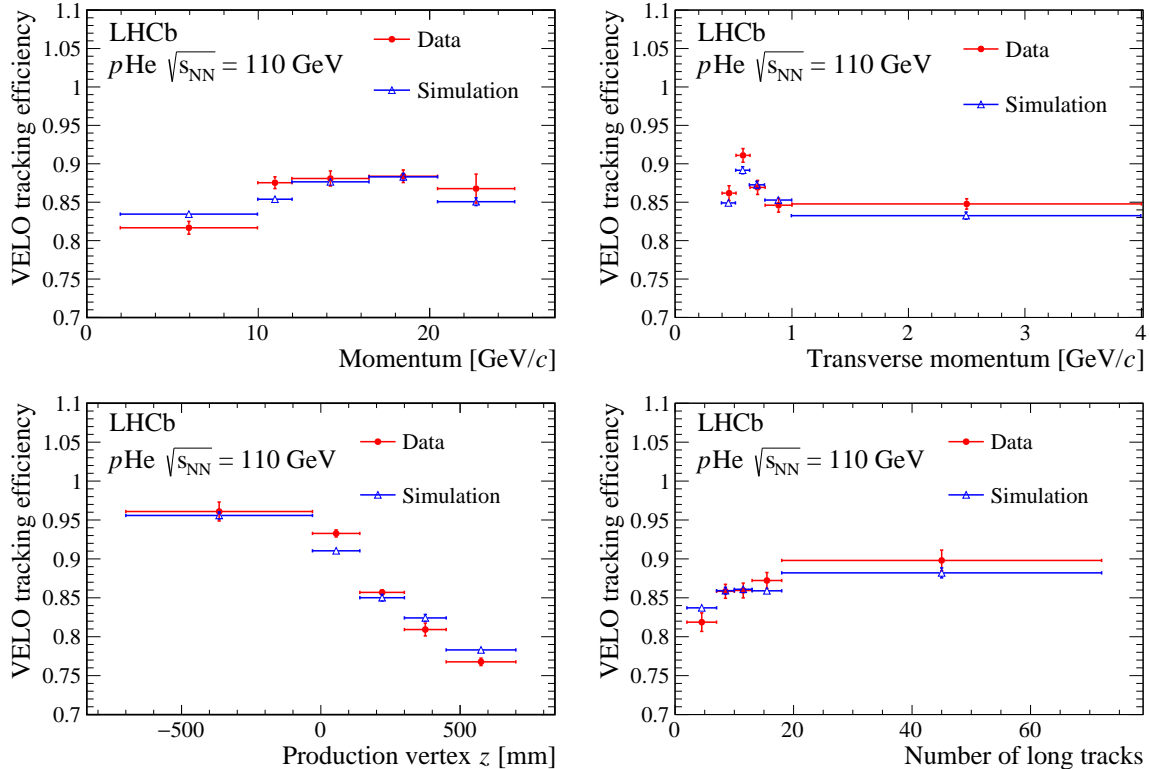 VELO tracking efficiency
1.1
1.05
1
0.95
0.9
0.85
0.8
0.75
0.7
LHCb
pHe √sNN = 110 GeV
Data
Simulation
0 10 20
Momentum [GeV/c]
VELO tracking efficiency
1.1
1.05
1
0.95
0.9
0.85
0.8
0.75
0.7
LHCb
pHe √sNN = 110 GeV
Data
Simulation
0 1 2 3 4
Transverse momentum [GeV/c]
VELO tracking efficiency
1.1
1.05
1
0.95
0.9
0.85
0.8
0.75
0.7
LHCb
pHe √sNN = 110 GeV
Data
Simulation
−500 0 500
Production vertex z [mm]
VELO tracking efficiency
1.1
1.05
1
0.95
0.9
0.85
0.8
0.75
0.7
LHCb
pHe √sNN = 110 GeV
Data
Simulation
0 20 40 60
Number of long tracks